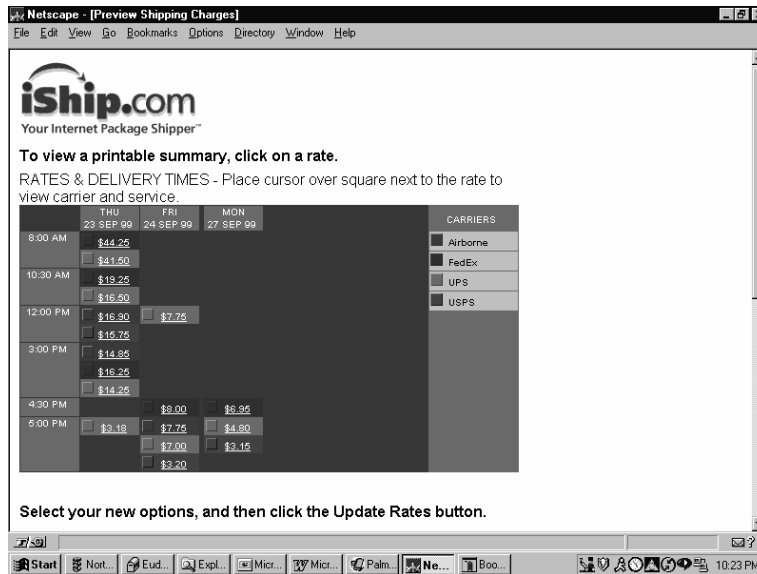 Netscape - [Preview Shipping Charges]
File Edit View Go Bookmarks Options Directory Window Help
iShip.com
Your Internet Package Shipper™
To view a printable summary, click on a rate.
RATES & DELIVERY TIMES - Place cursor over square next to the rate to
view carrier and service.
THU FRI MON
23 SEP 99 24 SEP 99 27 SEP 99 CARRIERS
8:00 AM $44.25 Airborne
$41.50 FedEx
10:30 AM $19.25 UPS
$16.50 USPS
12:00 PM $16.90 $7.75
$15.75
3:00 PM $14.85
$16.25
$14.25
4:30 PM $8.00 $6.95
5:00 PM $3.18 $7.75 $4.80
$7.00 $3.15
$3.20
Select your new options, and then click the Update Rates button.
Start Nort... Eud... Expl... Micr... Micr... Palm... Ne... Boo... 10:23 PM